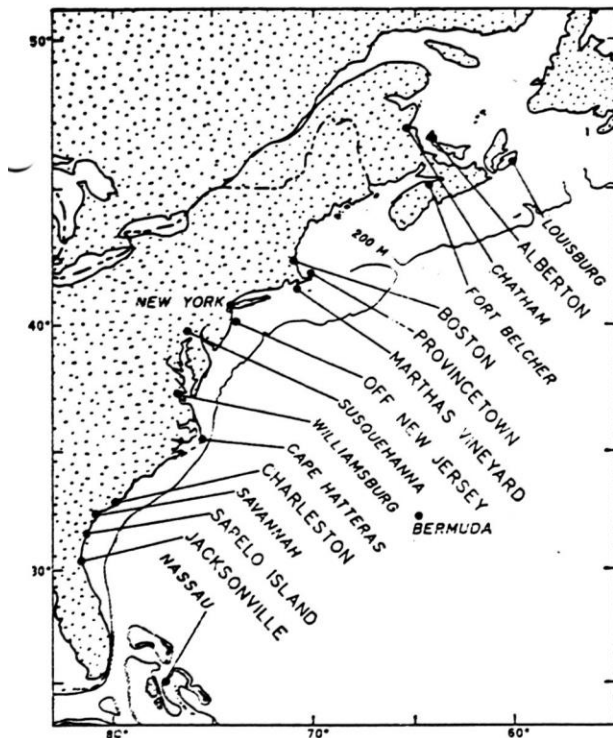 50°
200 M
LOUISBURG
ALBERTON
CHATHAM
FORT BELCHER
BOSTON
PROVINCETOWN
MARTHAS VINEYARD
OFF NEW JERSEY
NEW YORK
40°
SUSQUEHANNA
WILLIAMSBURG
CAPE HATTERAS
CHARLESTON
SAVANNAH
SAPELO ISLAND
JACKSONVILLE
NASSAU
BERMUDA
30°
80°
70°
60°